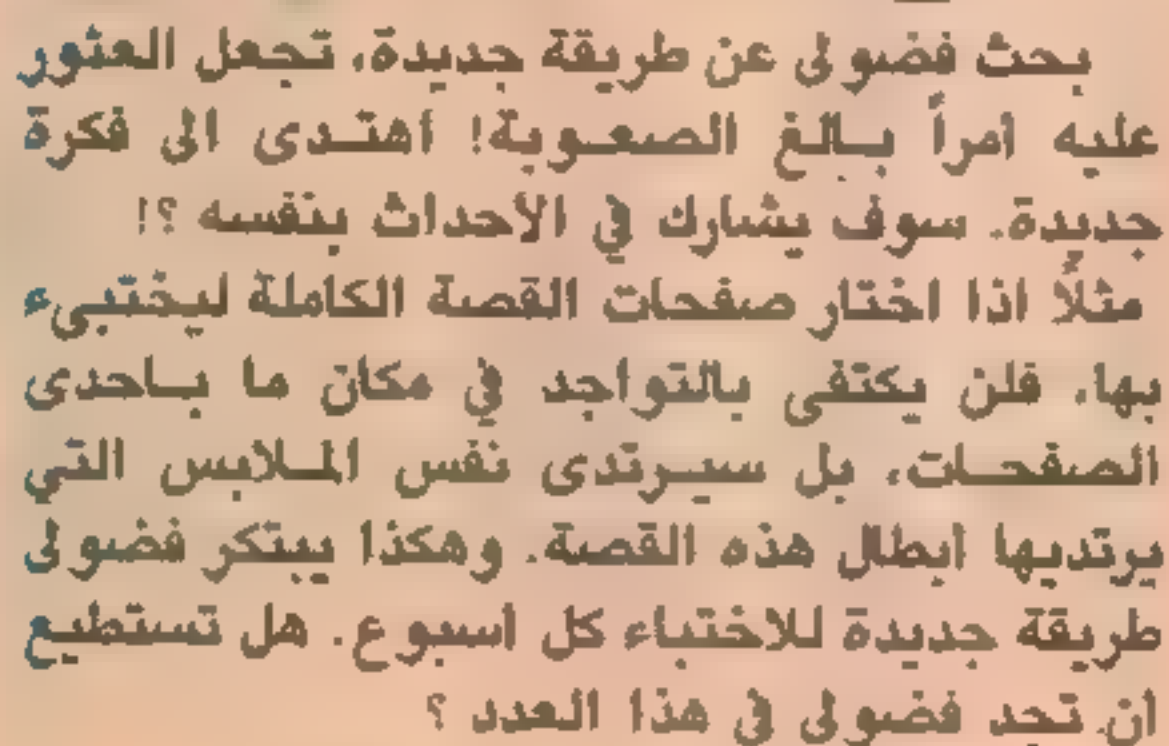 بحث فضولى عن طريقة جديدة، تجعل العثور
عليه أمراً بالغ الصعوبة! أهتدى الى فكرة
جديدة. سوف يشارك في الأحداث بنفسه ؟!
مثلاً اذا اختار صفحات القصة الكاملة ليختبىء
بها، فلن يكتفى بالتواجد في مكان ما باحدى
الصفحات، بل سيرتدى نفس الملابس التي
يرتديها ابطال هذه القصة. وهكذا يبتكر فضولى
طريقة جديدة للاختباء كل اسبوع. هل تستطيع
ان تجد فضولى في هذا العدد ؟